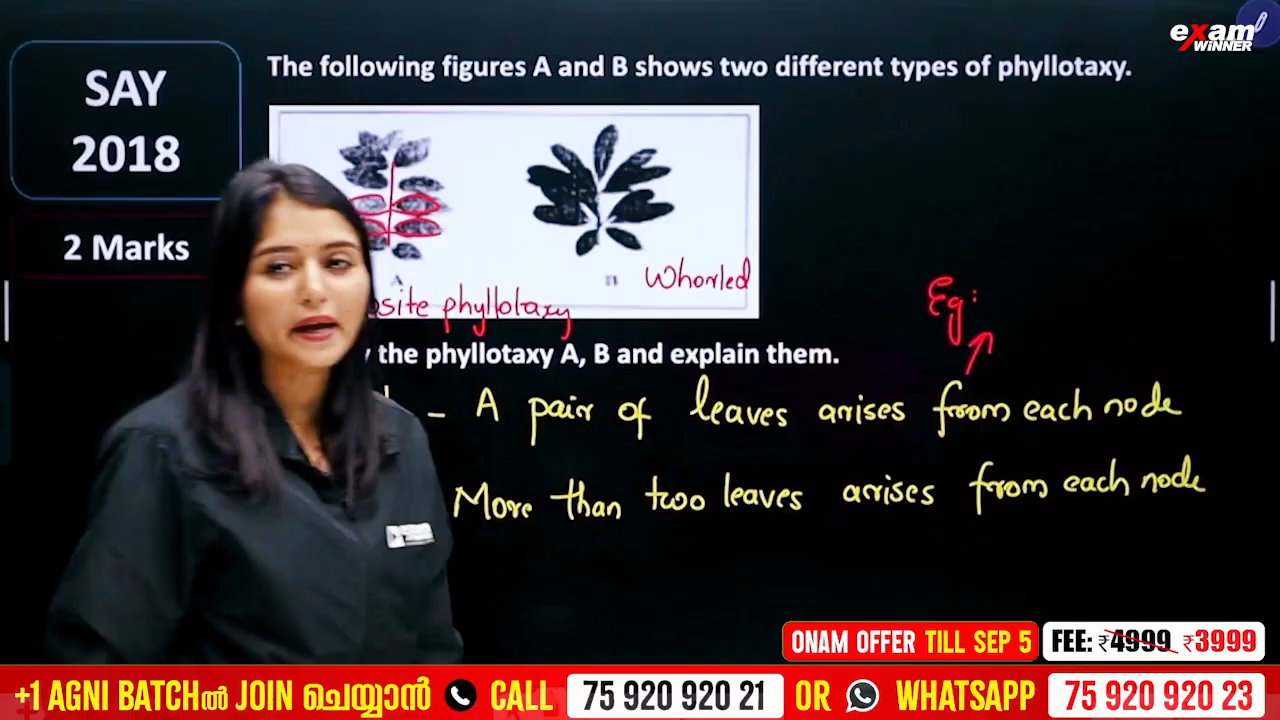 exam
WINNER
SAY
2018
2 Marks
The following figures A and B shows two different types of phyllotaxy.
A
B
Whorled
phyllotaxy
Eg:
the phyllotaxy A, B and explain them.
- A pair of leaves arises from each node
More than two leaves arises from each node
ONAM OFFER TILL SEP 5
FEE: ₹4999 ₹3999
+1 AGNI BATCHൽ JOIN ചെയ്യാൻ CALL 75 920 920 21 OR WHATSAPP 75 920 920 23